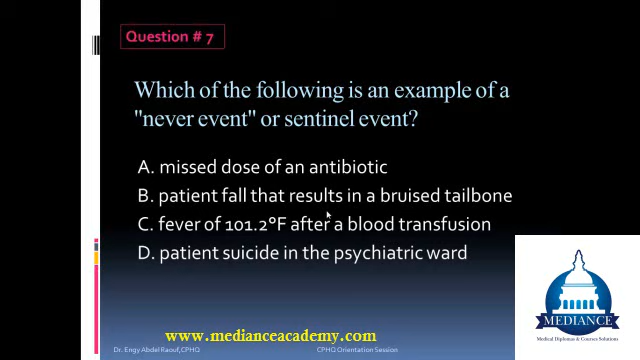 Question # 7
Which of the following is an example of a
"never event" or sentinel event?
A. missed dose of an antibiotic
B. patient fall that results in a bruised tailbone
C. fever of 101.2°F after a blood transfusion
D. patient suicide in the psychiatric ward
MEDIANCE
Medical Diplomas & Courses Solutions
www.medianceacademy.com
Dr. Engy Abdel Raouf,CPHQ
CPHQ Orientation Session